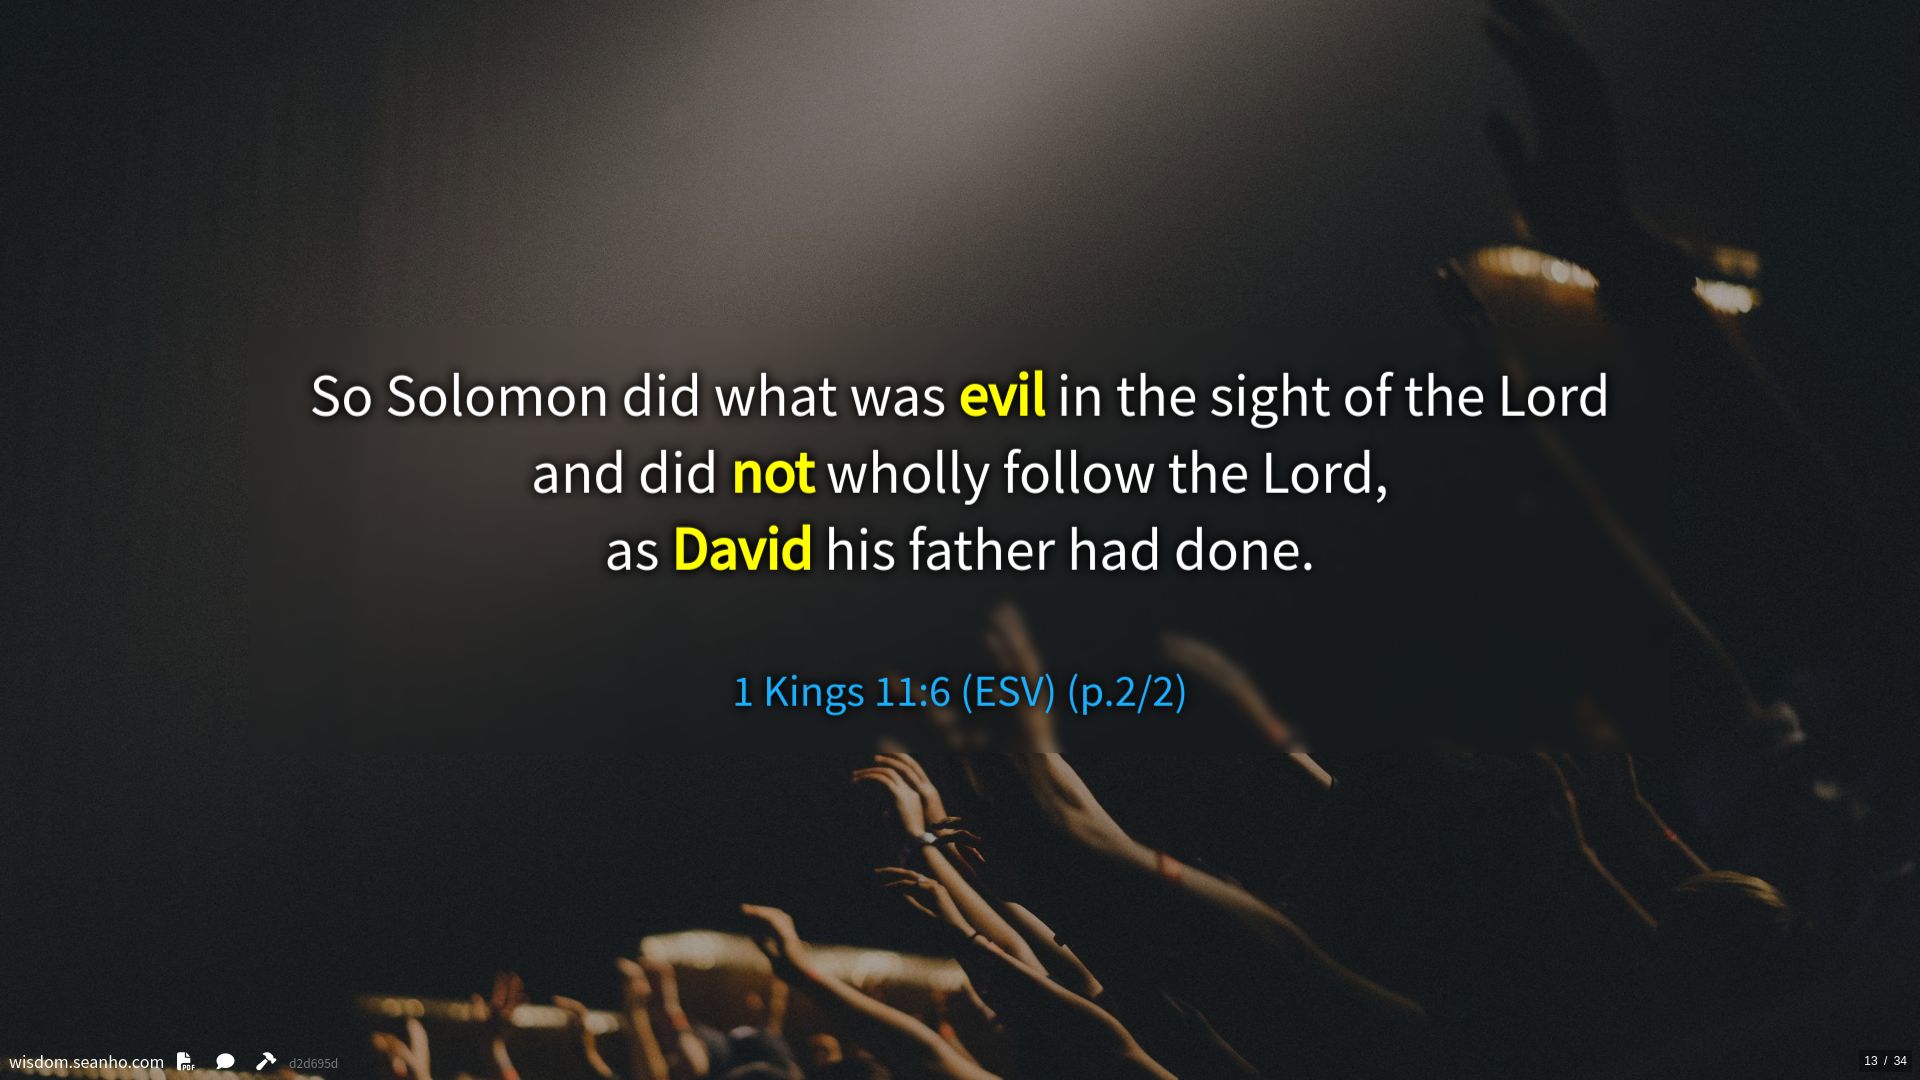 So Solomon did what was evil in the sight of the Lord
and did not wholly follow the Lord,
as David his father had done.
1 Kings 11:6 (ESV) (p.2/2)
wisdom.seanho.com PDF d2d695d
13 / 34